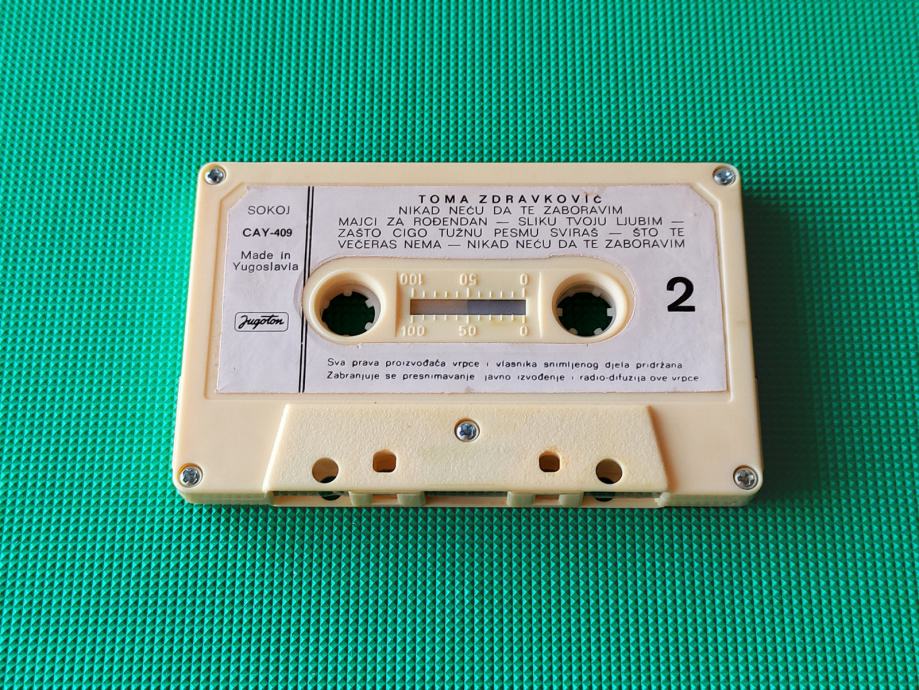 SOKOJ
CAY-409
Made in
Yugoslavia
Jugoton
TOMA ZDRAVKOVIĆ
NIKAD NEĆU DA TE ZABORAVIM
MAJCI ZA ROĐENDAN — SLIKU TVOJU LJUBIM —
ZAŠTO CIGO TUŽNU PESMU SVIRAŠ — ŠTO TE
VEČERAS NEMA — NIKAD NEĆU DA TE ZABORAVIM
100 50 0
100 50 0
2
Sva prava proizvođača vrpce i vlasnika snimljenog djela pridržana
Zabranjuje se presnimavanje javno izvođenje i radio-difuzija ove vrpce